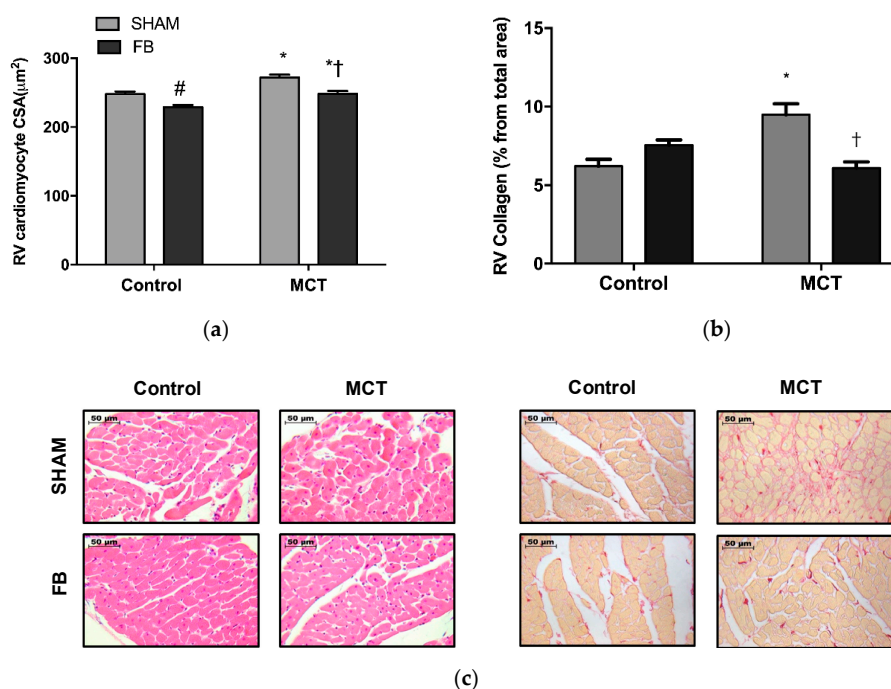 SHAM
FB
RV cardiomyocyte CSA(μm²)
300
200
100
0
#
*
*†
Control
MCT
(a)
RV Collagen (% from total area)
15
10
5
0
*
†
Control
MCT
(b)
Control
MCT
Control
MCT
SHAM
50 μm
50 μm
50 μm
50 μm
FB
50 μm
50 μm
50 μm
50 μm
(c)